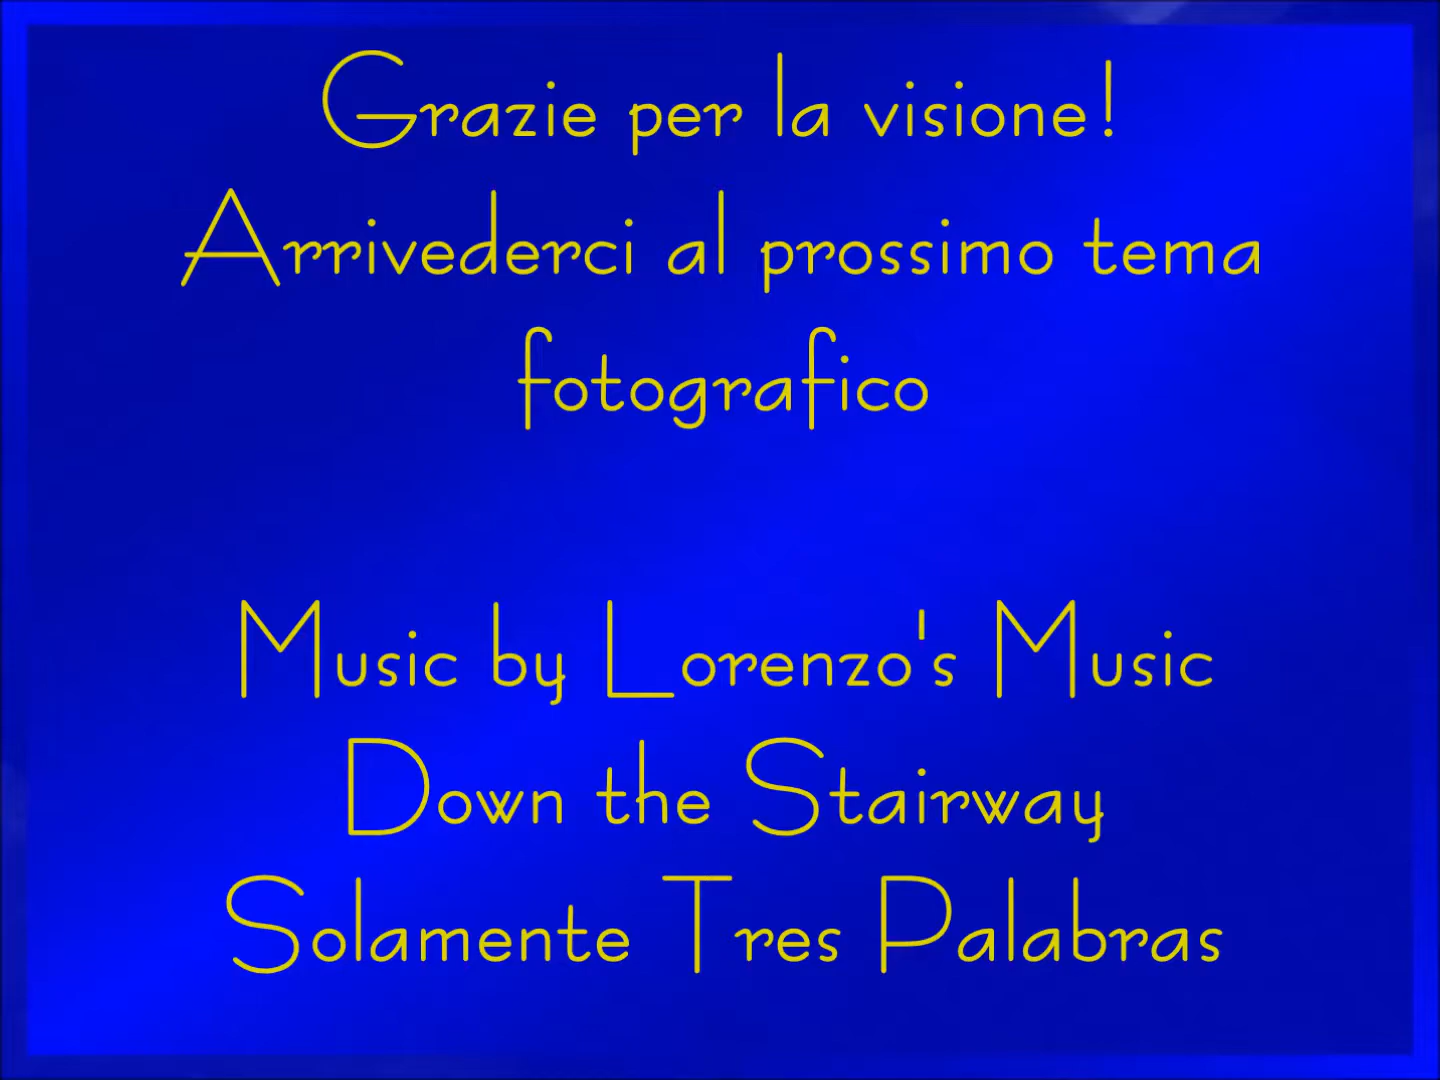 Grazie per la visione!
Arrivederci al prossimo tema
fotografico
Music by Lorenzo's Music
Down the Stairway
Solamente Tres Palabras